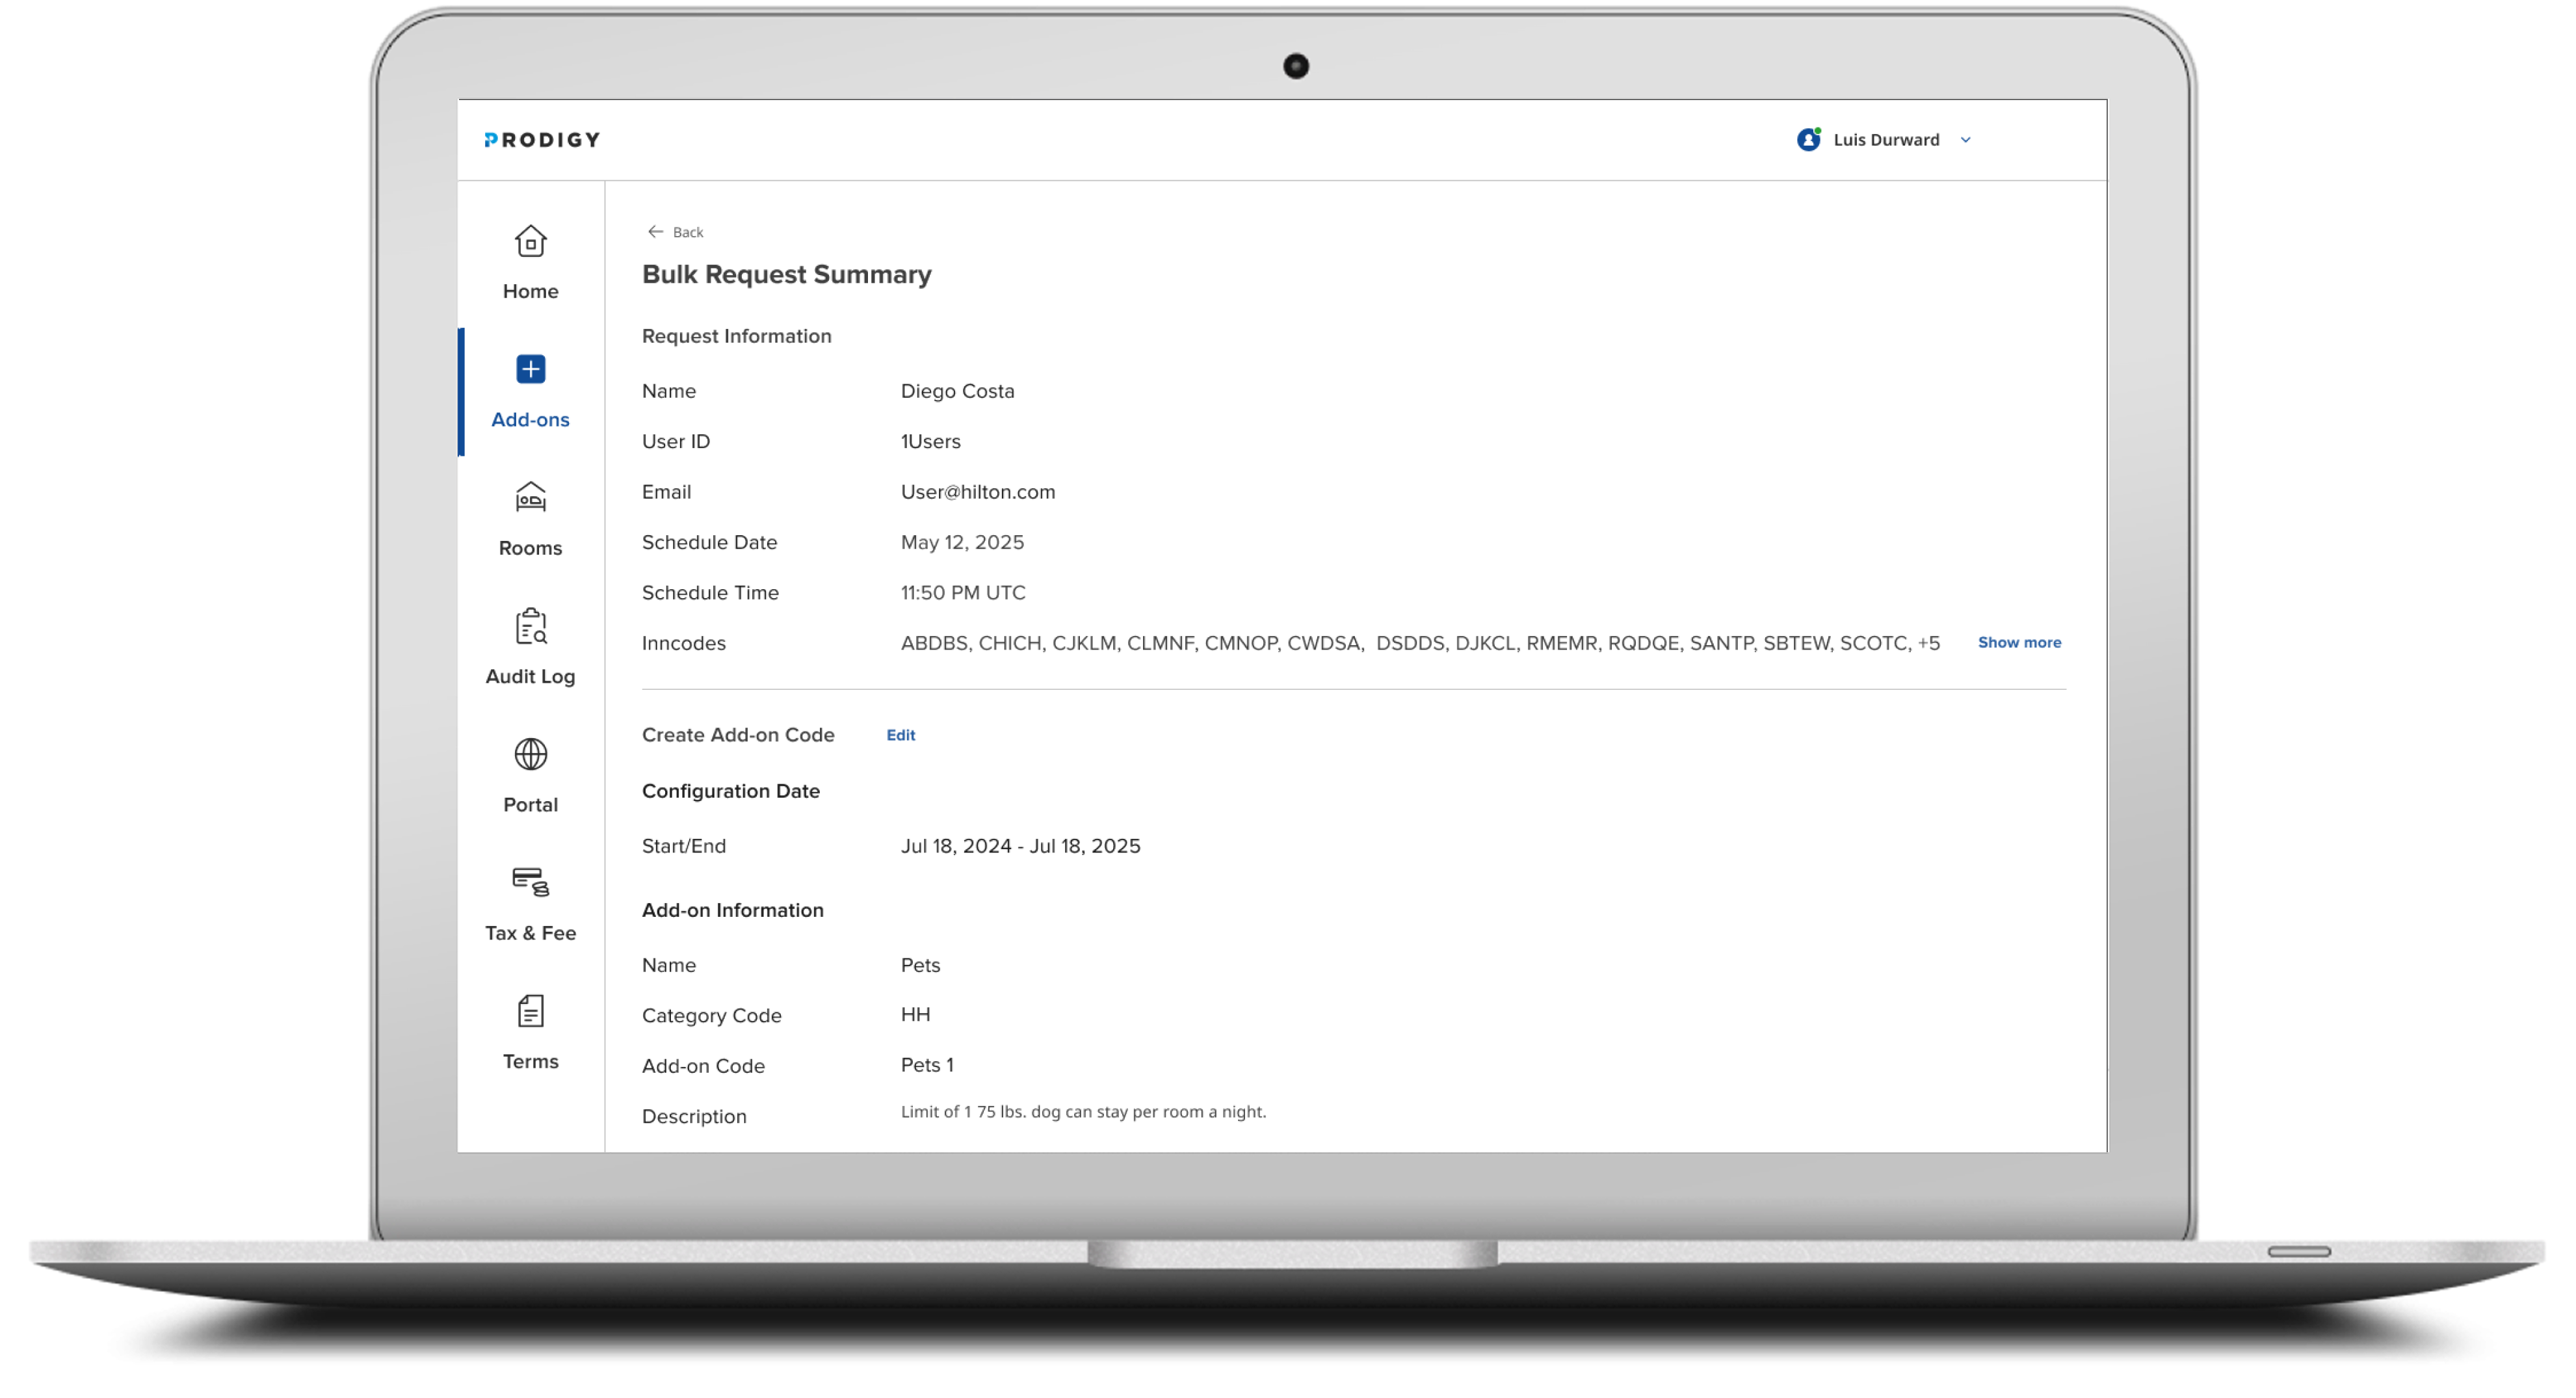 PRODIGY
Luis Durward
Home
Add-ons
Rooms
Audit Log
Portal
Tax & Fee
Terms
Back
Bulk Request Summary
Request Information
Name Diego Costa
User ID 1Users
Email User@hilton.com
Schedule Date May 12, 2025
Schedule Time 11:50 PM UTC
Inncodes ABDBS, CHICH, CJKLM, CLMNF, CMNOP, CWDSA, DSDDS, DJKCL, RMEMR, RQDQE, SANTP, SBTEW, SCOTC, +5 Show more
Create Add-on Code Edit
Configuration Date
Start/End Jul 18, 2024 - Jul 18, 2025
Add-on Information
Name Pets
Category Code HH
Add-on Code Pets 1
Description Limit of 1 75 lbs. dog can stay per room a night.